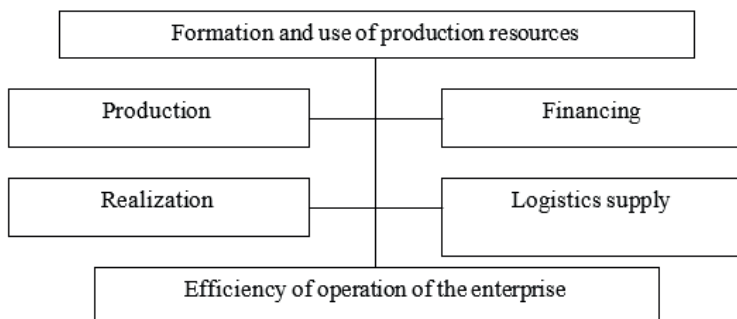 Formation and use of production resources
Production
Financing
Realization
Logistics supply
Efficiency of operation of the enterprise